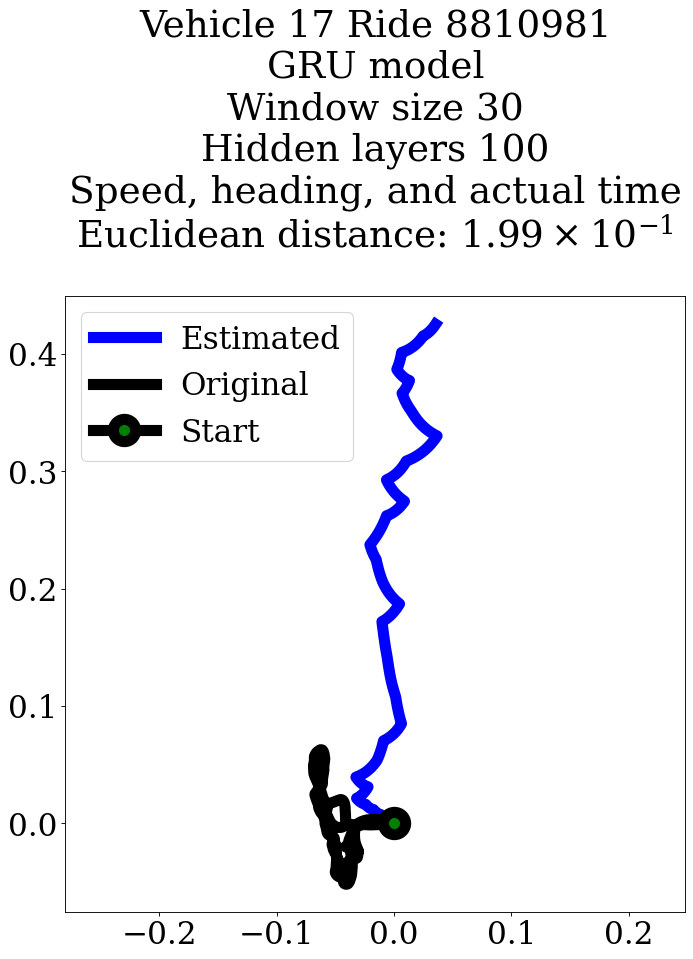 Vehicle 17 Ride 8810981
GRU model
Window size 30
Hidden layers 100
Speed, heading, and actual time
Euclidean distance: 1.99 × 10⁻¹
Estimated
Original
Start
0.4
0.3
0.2
0.1
0.0
−0.2
−0.1
0.0
0.1
0.2